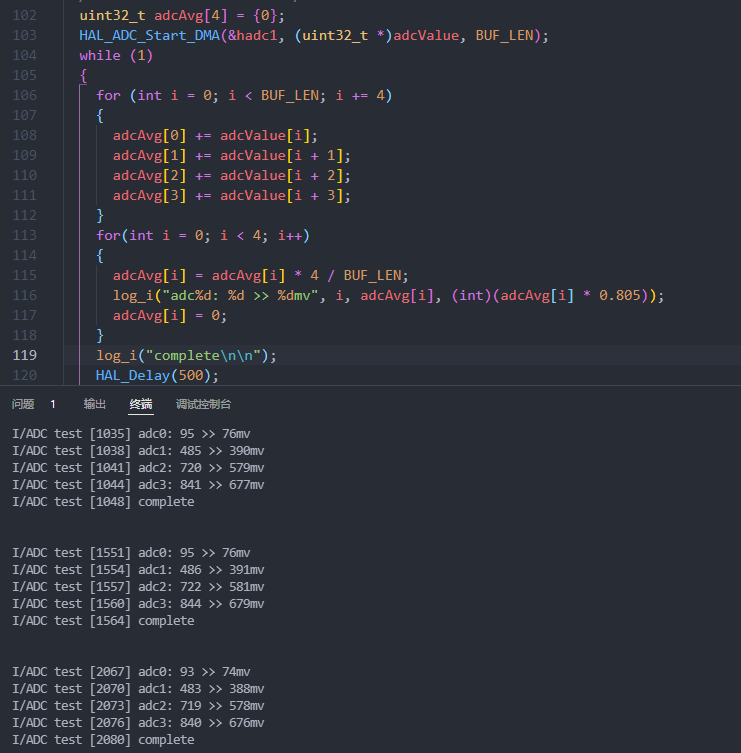 102 uint32_t adcAvg[4] = {0};
103 HAL_ADC_Start_DMA(&hadc1, (uint32_t *)adcValue, BUF_LEN);
104 while (1)
105 {
106 for (int i = 0; i < BUF_LEN; i += 4)
107 {
108 adcAvg[0] += adcValue[i];
109 adcAvg[1] += adcValue[i + 1];
110 adcAvg[2] += adcValue[i + 2];
111 adcAvg[3] += adcValue[i + 3];
112 }
113 for(int i = 0; i < 4; i++)
114 {
115 adcAvg[i] = adcAvg[i] * 4 / BUF_LEN;
116 log_i("adc%d: %d >> %dmv", i, adcAvg[i], (int)(adcAvg[i] * 0.805));
117 adcAvg[i] = 0;
118 }
119 log_i("complete\n\n");
120 HAL_Delay(500);
问题 1 输出 终端 调试控制台
I/ADC test [1035] adc0: 95 >> 76mv
I/ADC test [1038] adc1: 485 >> 390mv
I/ADC test [1041] adc2: 720 >> 579mv
I/ADC test [1044] adc3: 841 >> 677mv
I/ADC test [1048] complete
I/ADC test [1551] adc0: 95 >> 76mv
I/ADC test [1554] adc1: 486 >> 391mv
I/ADC test [1557] adc2: 722 >> 581mv
I/ADC test [1560] adc3: 844 >> 679mv
I/ADC test [1564] complete
I/ADC test [2067] adc0: 93 >> 74mv
I/ADC test [2070] adc1: 483 >> 388mv
I/ADC test [2073] adc2: 719 >> 578mv
I/ADC test [2076] adc3: 840 >> 676mv
I/ADC test [2080] complete